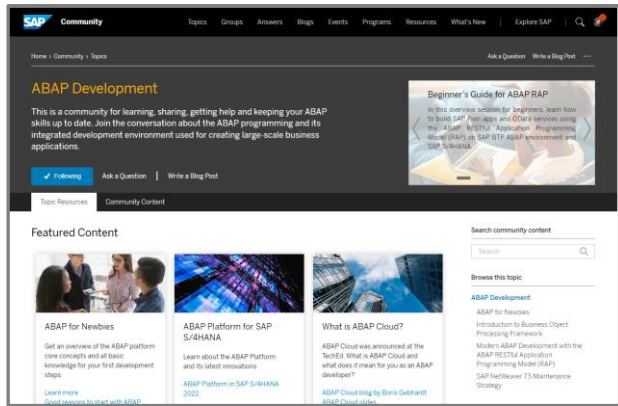 SAP Community
Topics Groups Answers Blogs Events Programs Resources What's New Explore SAP
Home › Community › Topics
Ask a Question Write a Blog Post ···
ABAP Development
This is a community for learning, sharing, getting help and keeping your ABAP
skills up to date. Join the conversation about the ABAP programming and its
integrated development environment used for creating large-scale business
applications.
Beginner's Guide for ABAP RAP
In this overview session for beginners, learn how
to build SAP Fiori apps and OData services using
the ABAP RESTful Application Programming
Model (RAP) on SAP BTP ABAP environment and
SAP S/4HANA.
✓ Following Ask a Question Write a Blog Post
Topic Resources Community Content
Featured Content
ABAP for Newbies
Get an overview of the ABAP platform
core concepts and all basic
knowledge for your first development
steps.
Learn more
Good reasons to start with ABAP
ABAP Platform for SAP
S/4HANA
Learn about the ABAP Platform
and its latest innovations
ABAP Platform in SAP S/4HANA
2022
What is ABAP Cloud?
ABAP Cloud was announced at the
TechEd. What is ABAP Cloud and
what does it mean for you as an ABAP
developer?
ABAP Cloud blog by Boris Gebhardt
ABAP Cloud slides
Search community content
Search
Browse this topic
ABAP Development
ABAP for Newbies
Introduction to Business Object
Processing Framework
Modern ABAP Development with the
ABAP RESTful Application
Programming Model (RAP)
SAP NetWeaver 7.5 Maintenance
Strategy